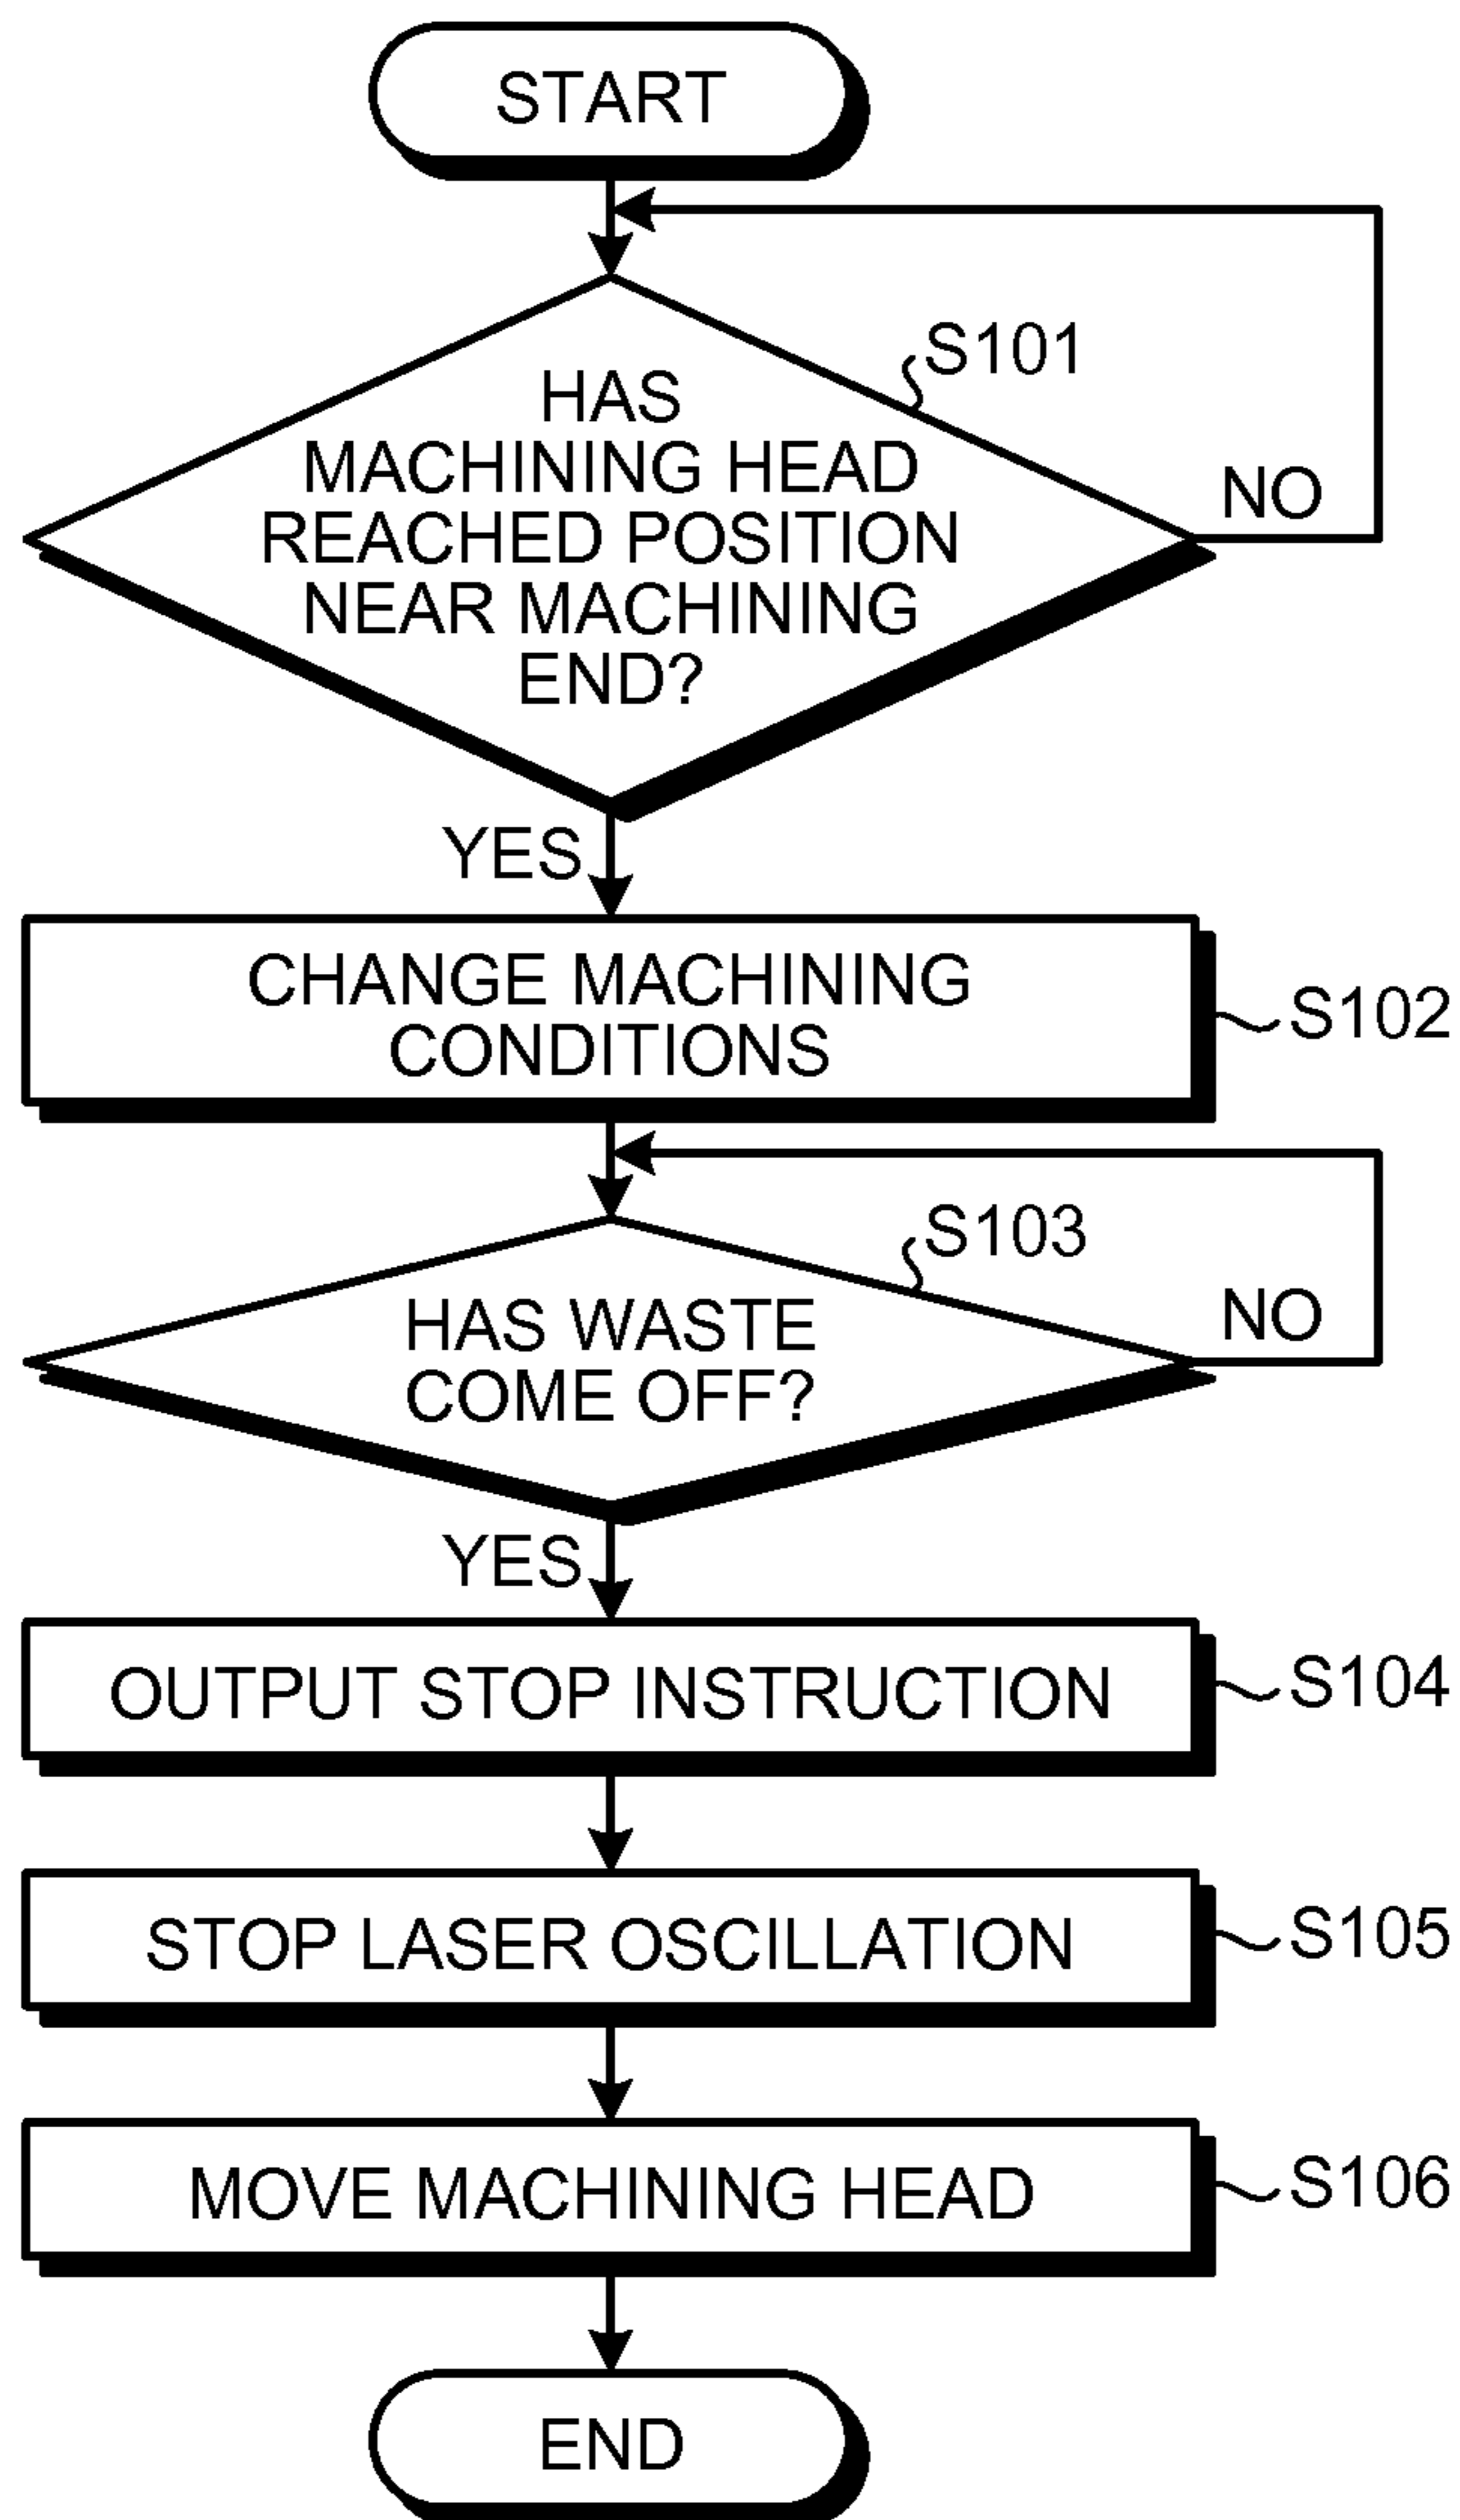 START
S101
HAS
MACHINING HEAD
REACHED POSITION
NEAR MACHINING
END?
NO
YES
CHANGE MACHINING
CONDITIONS
S102
S103
HAS WASTE
COME OFF?
NO
YES
OUTPUT STOP INSTRUCTION
S104
STOP LASER OSCILLATION
S105
MOVE MACHINING HEAD
S106
END